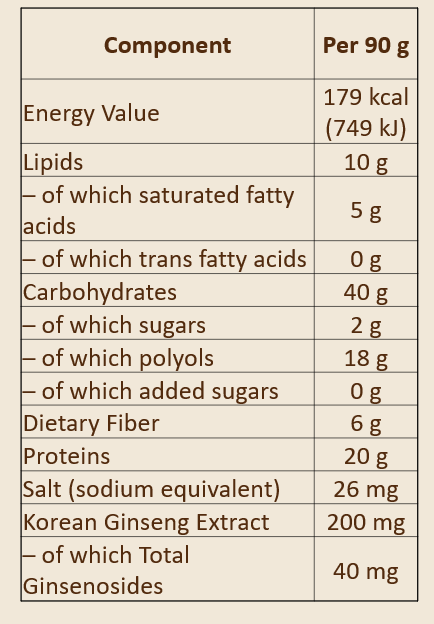 Component Per 90 g
Energy Value 179 kcal
(749 kJ)
Lipids 10 g
– of which saturated fatty
acids 5 g
– of which trans fatty acids 0 g
Carbohydrates 40 g
– of which sugars 2 g
– of which polyols 18 g
– of which added sugars 0 g
Dietary Fiber 6 g
Proteins 20 g
Salt (sodium equivalent) 26 mg
Korean Ginseng Extract 200 mg
– of which Total
Ginsenosides 40 mg